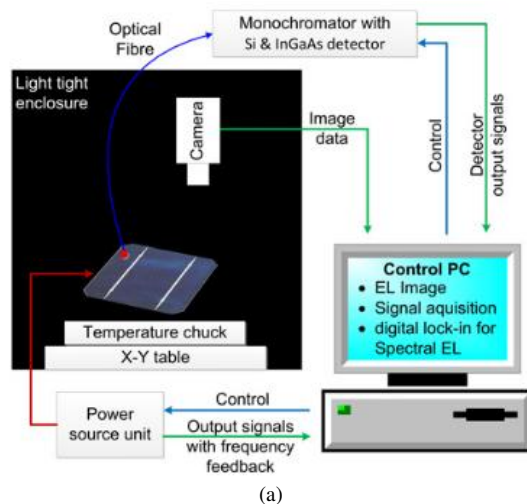 Optical
Fibre
Monochromator with
Si & InGaAs detector
Light tight
enclosure
Camera
Image
data
Control
Detector
output signals
Control PC
• EL Image
• Signal aquisition
• digital lock-in for
Spectral EL
Temperature chuck
X-Y table
Power
source unit
Control
Output signals
with frequency
feedback
(a)